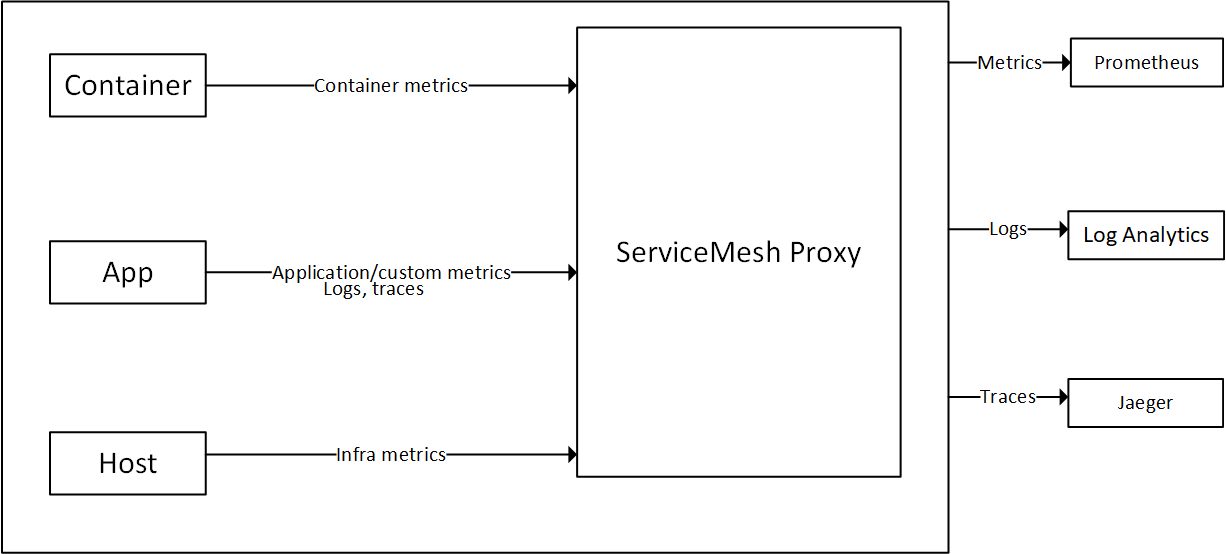 Container
Container metrics
App
Application/custom metrics
Logs, traces
Host
Infra metrics
ServiceMesh Proxy
Metrics
Prometheus
Logs
Log Analytics
Traces
Jaeger